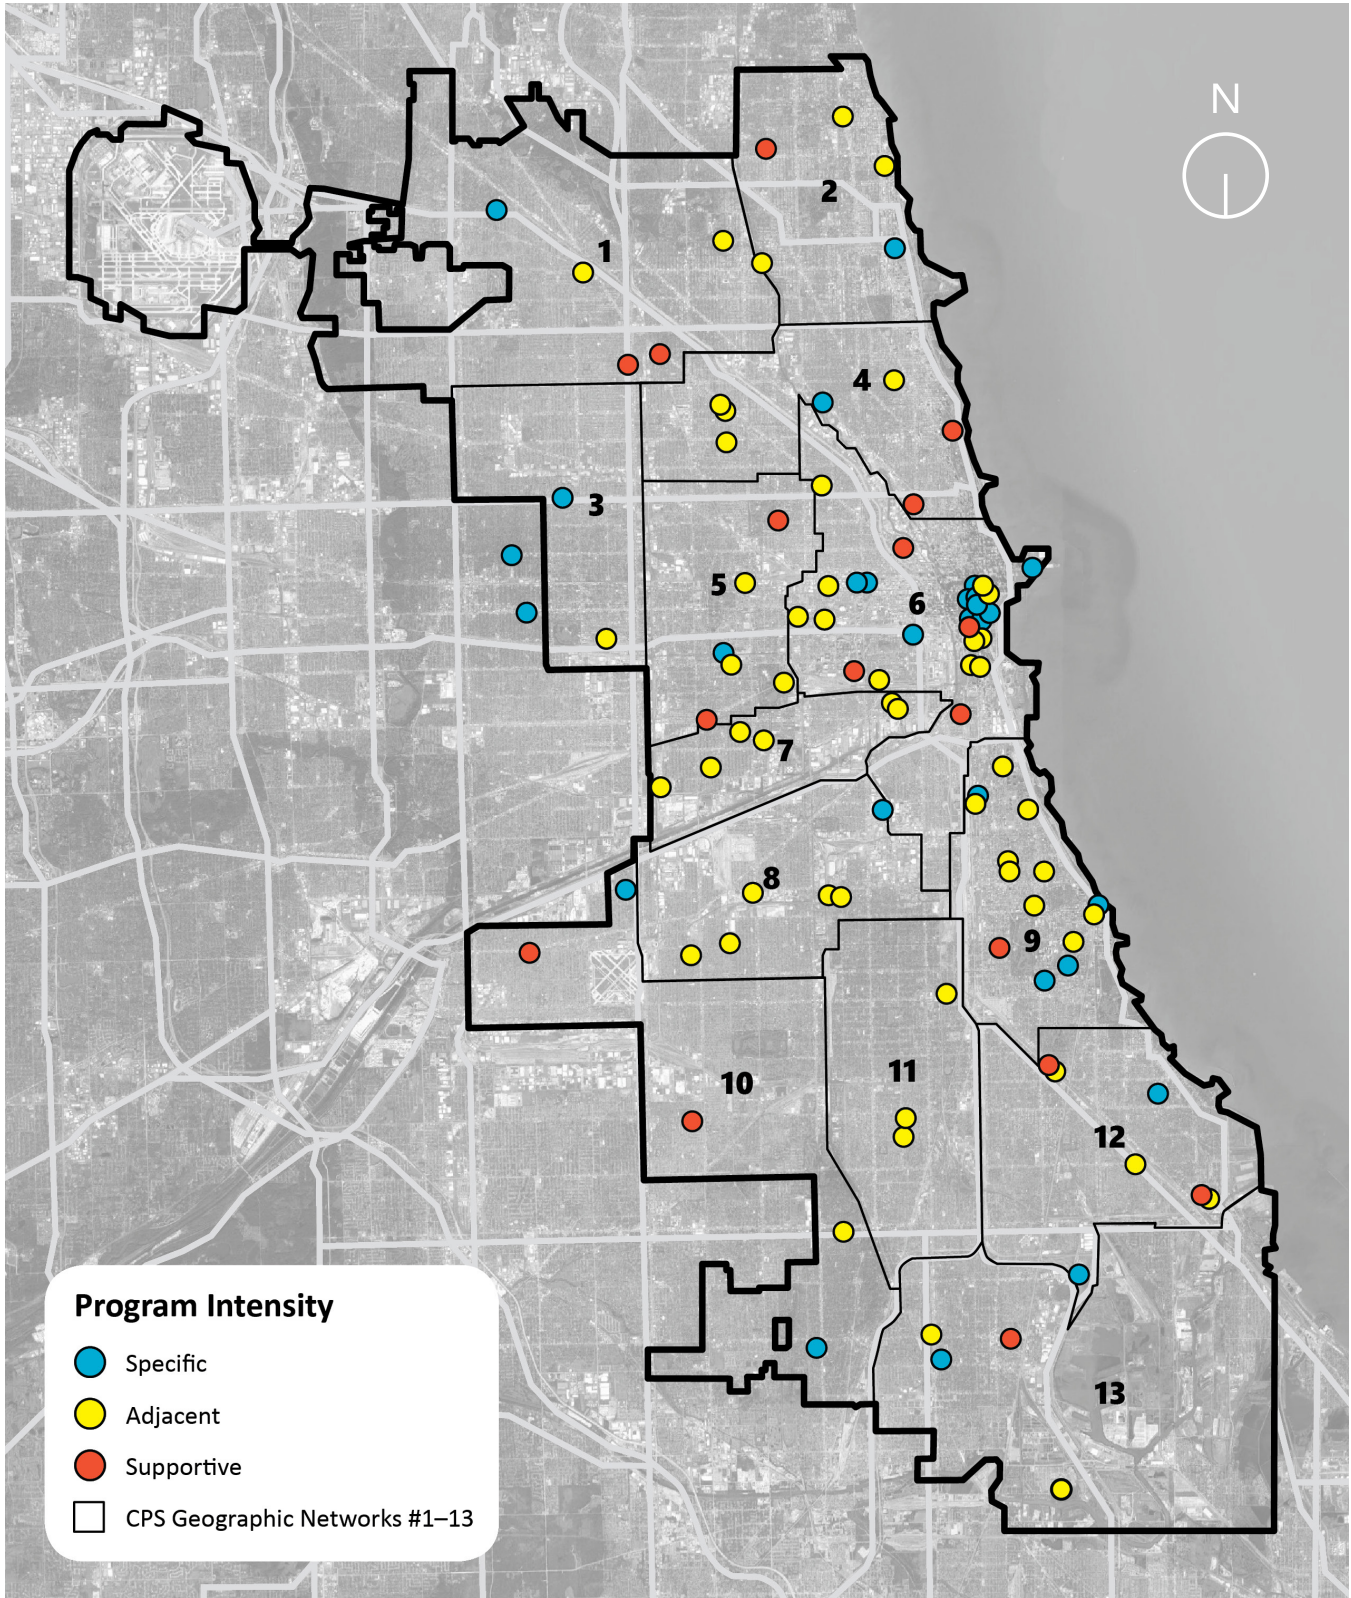 N
2
1
4
3
5
6
7
8
9
10
11
12
13
Program Intensity
Specific
Adjacent
Supportive
CPS Geographic Networks #1–13